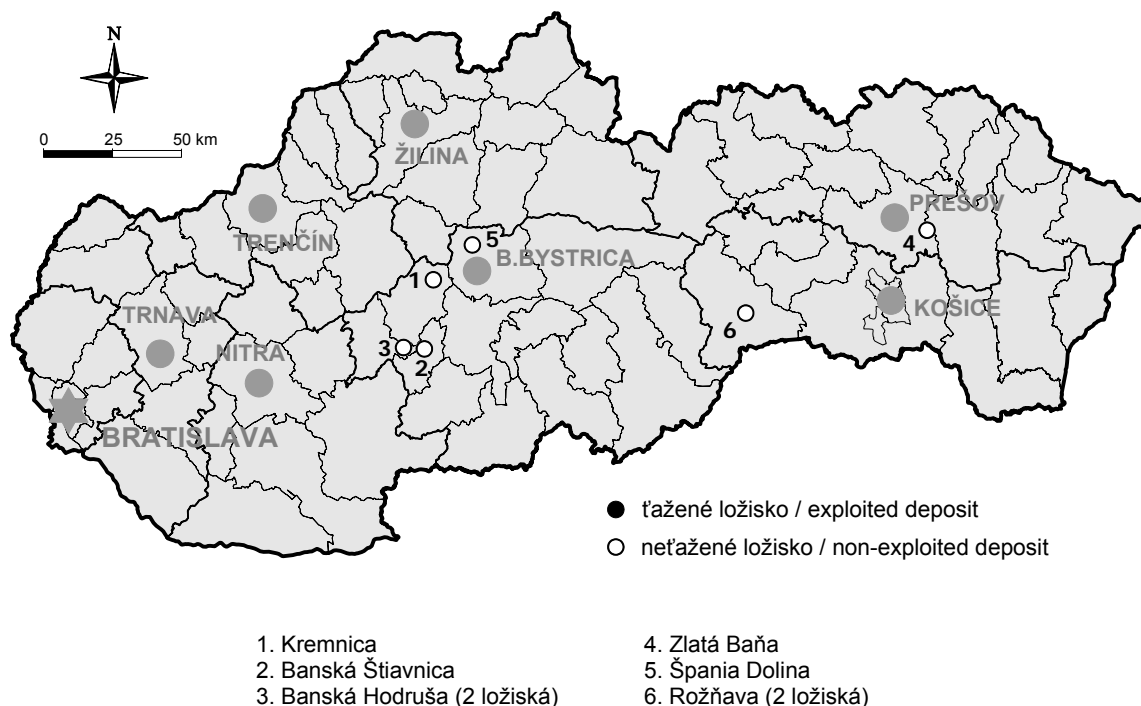 N
0 25 50 km
ŽILINA
PREŠOV
TRENČÍN
5
4
B.BYSTRICA
1
KOŠICE
TRNAVA
6
NITRA
3
2
BRATISLAVA
ťažené ložisko / exploited deposit
neťažené ložisko / non-exploited deposit
1. Kremnica
2. Banská Štiavnica
3. Banská Hodruša (2 ložiská)
4. Zlatá Baňa
5. Špania Dolina
6. Rožňava (2 ložiská)